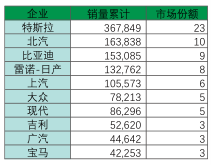 企业 销量累计 市场份额
特斯拉 367,849 23
北汽 163,838 10
比亚迪 153,085 9
雷诺-日产 132,762 8
上汽 105,573 6
大众 78,213 5
现代 86,296 5
吉利 52,620 3
广汽 44,642 3
宝马 42,253 3